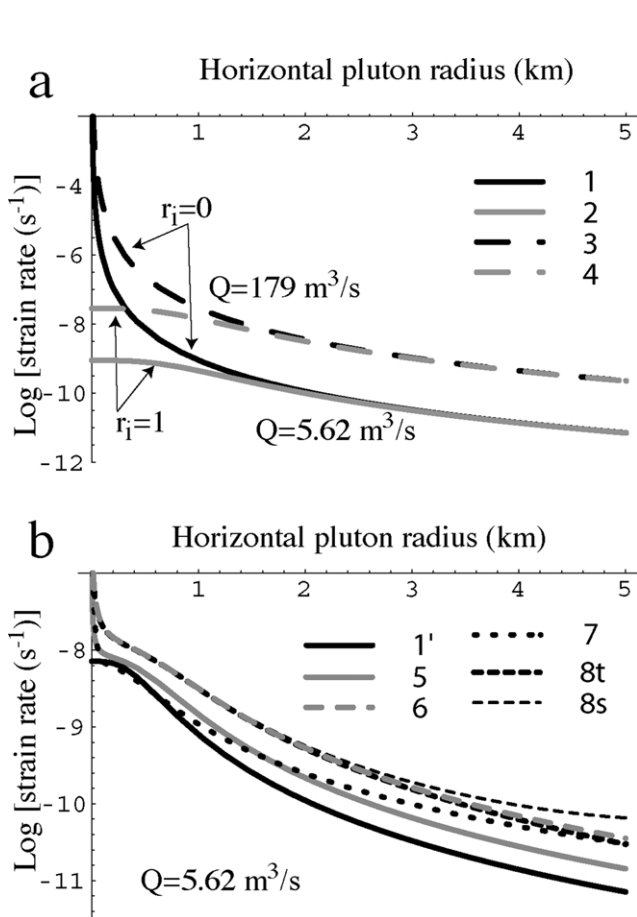 a
Horizontal pluton radius (km)
1 2 3 4 5
Log [strain rate (s⁻¹)]
-4
-6
-8
-10
-12
rᵢ=0
Q=179 m³/s
rᵢ=1
Q=5.62 m³/s
1
2
3
4
b
Horizontal pluton radius (km)
1 2 3 4 5
Log [strain rate (s⁻¹)]
-8
-9
-10
-11
1'
5
6
7
8t
8s
Q=5.62 m³/s